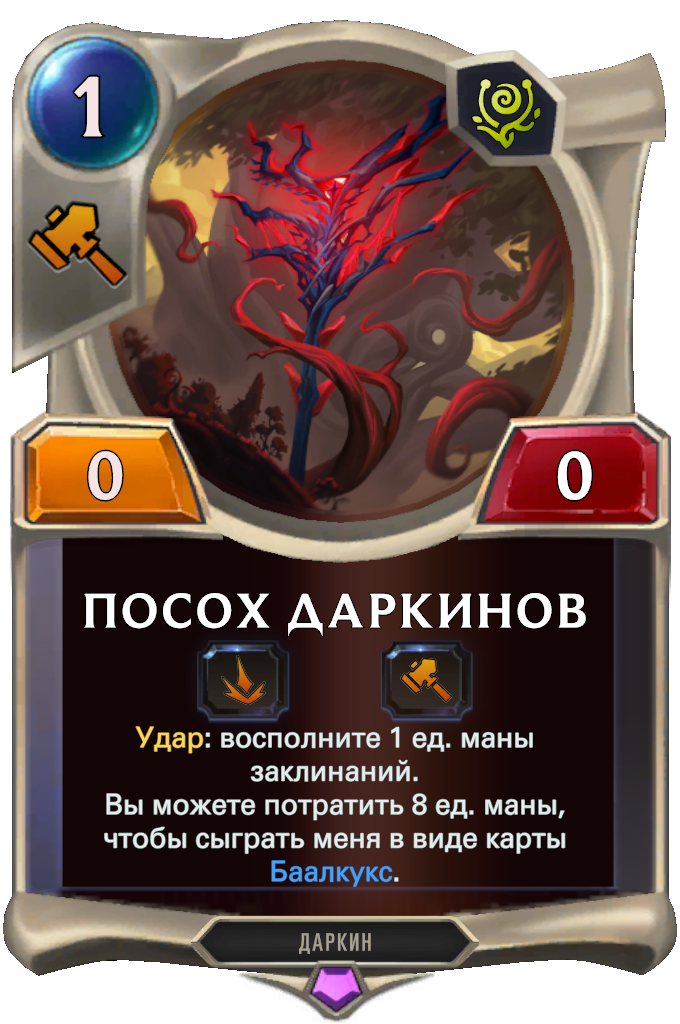 1
0
0
ПОСОХ ДАРКИНОВ
Удар: восполните 1 ед. маны
заклинаний.
Вы можете потратить 8 ед. маны,
чтобы сыграть меня в виде карты
Баалкукс.
ДАРКИН